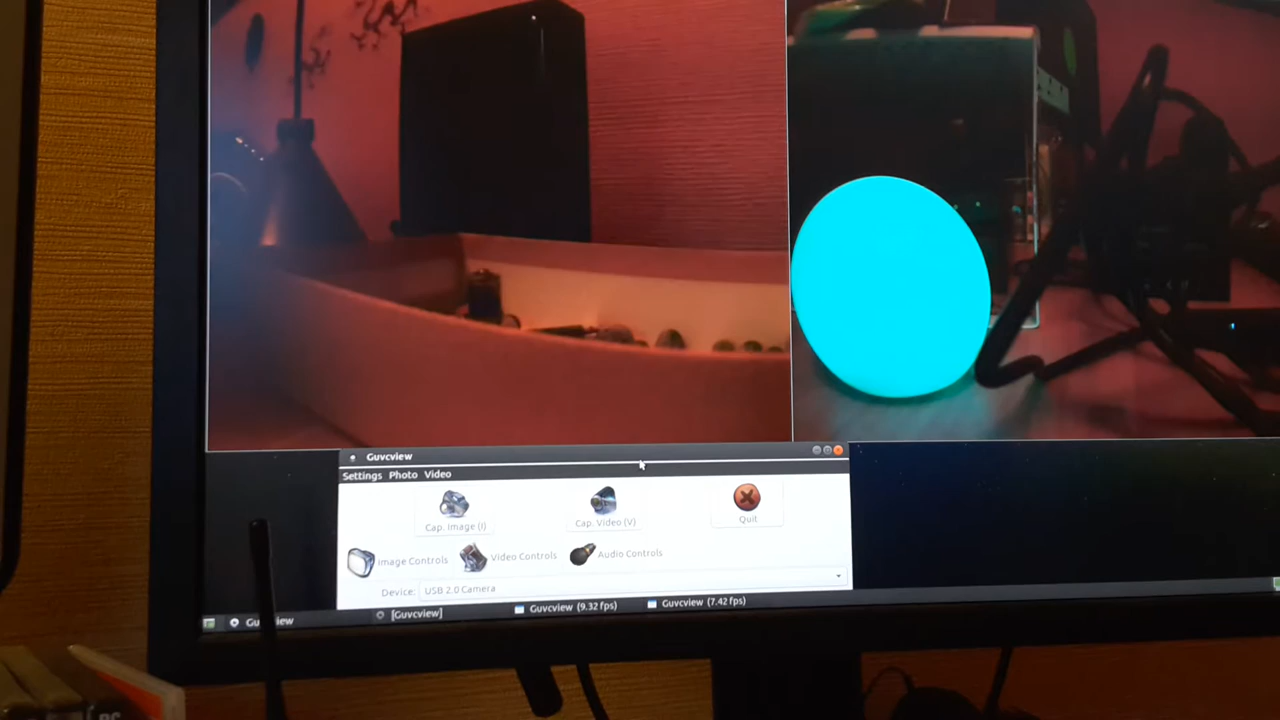 Guvcview
Settings Photo Video
Cap. Image (I)
Cap. Video (V)
Quit
Image Controls
Video Controls
Audio Controls
Device: USB 2.0 Camera
[Guvcview]
Guvcview (9.32 fps)
Guvcview (7.42 fps)